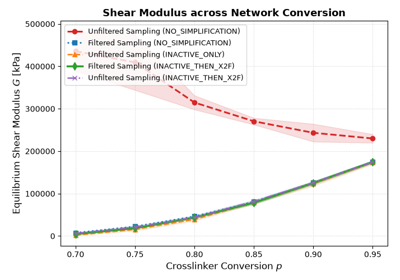 Shear Modulus across Network Conversion
Unfiltered Sampling (NO_SIMPLIFICATION)
Filtered Sampling (NO_SIMPLIFICATION)
Unfiltered Sampling (INACTIVE_ONLY)
Filtered Sampling (INACTIVE_THEN_X2F)
Unfiltered Sampling (INACTIVE_THEN_X2F)
Equilibrium Shear Modulus G [kPa]
500000
400000
300000
200000
100000
0
0.70 0.75 0.80 0.85 0.90 0.95
Crosslinker Conversion p